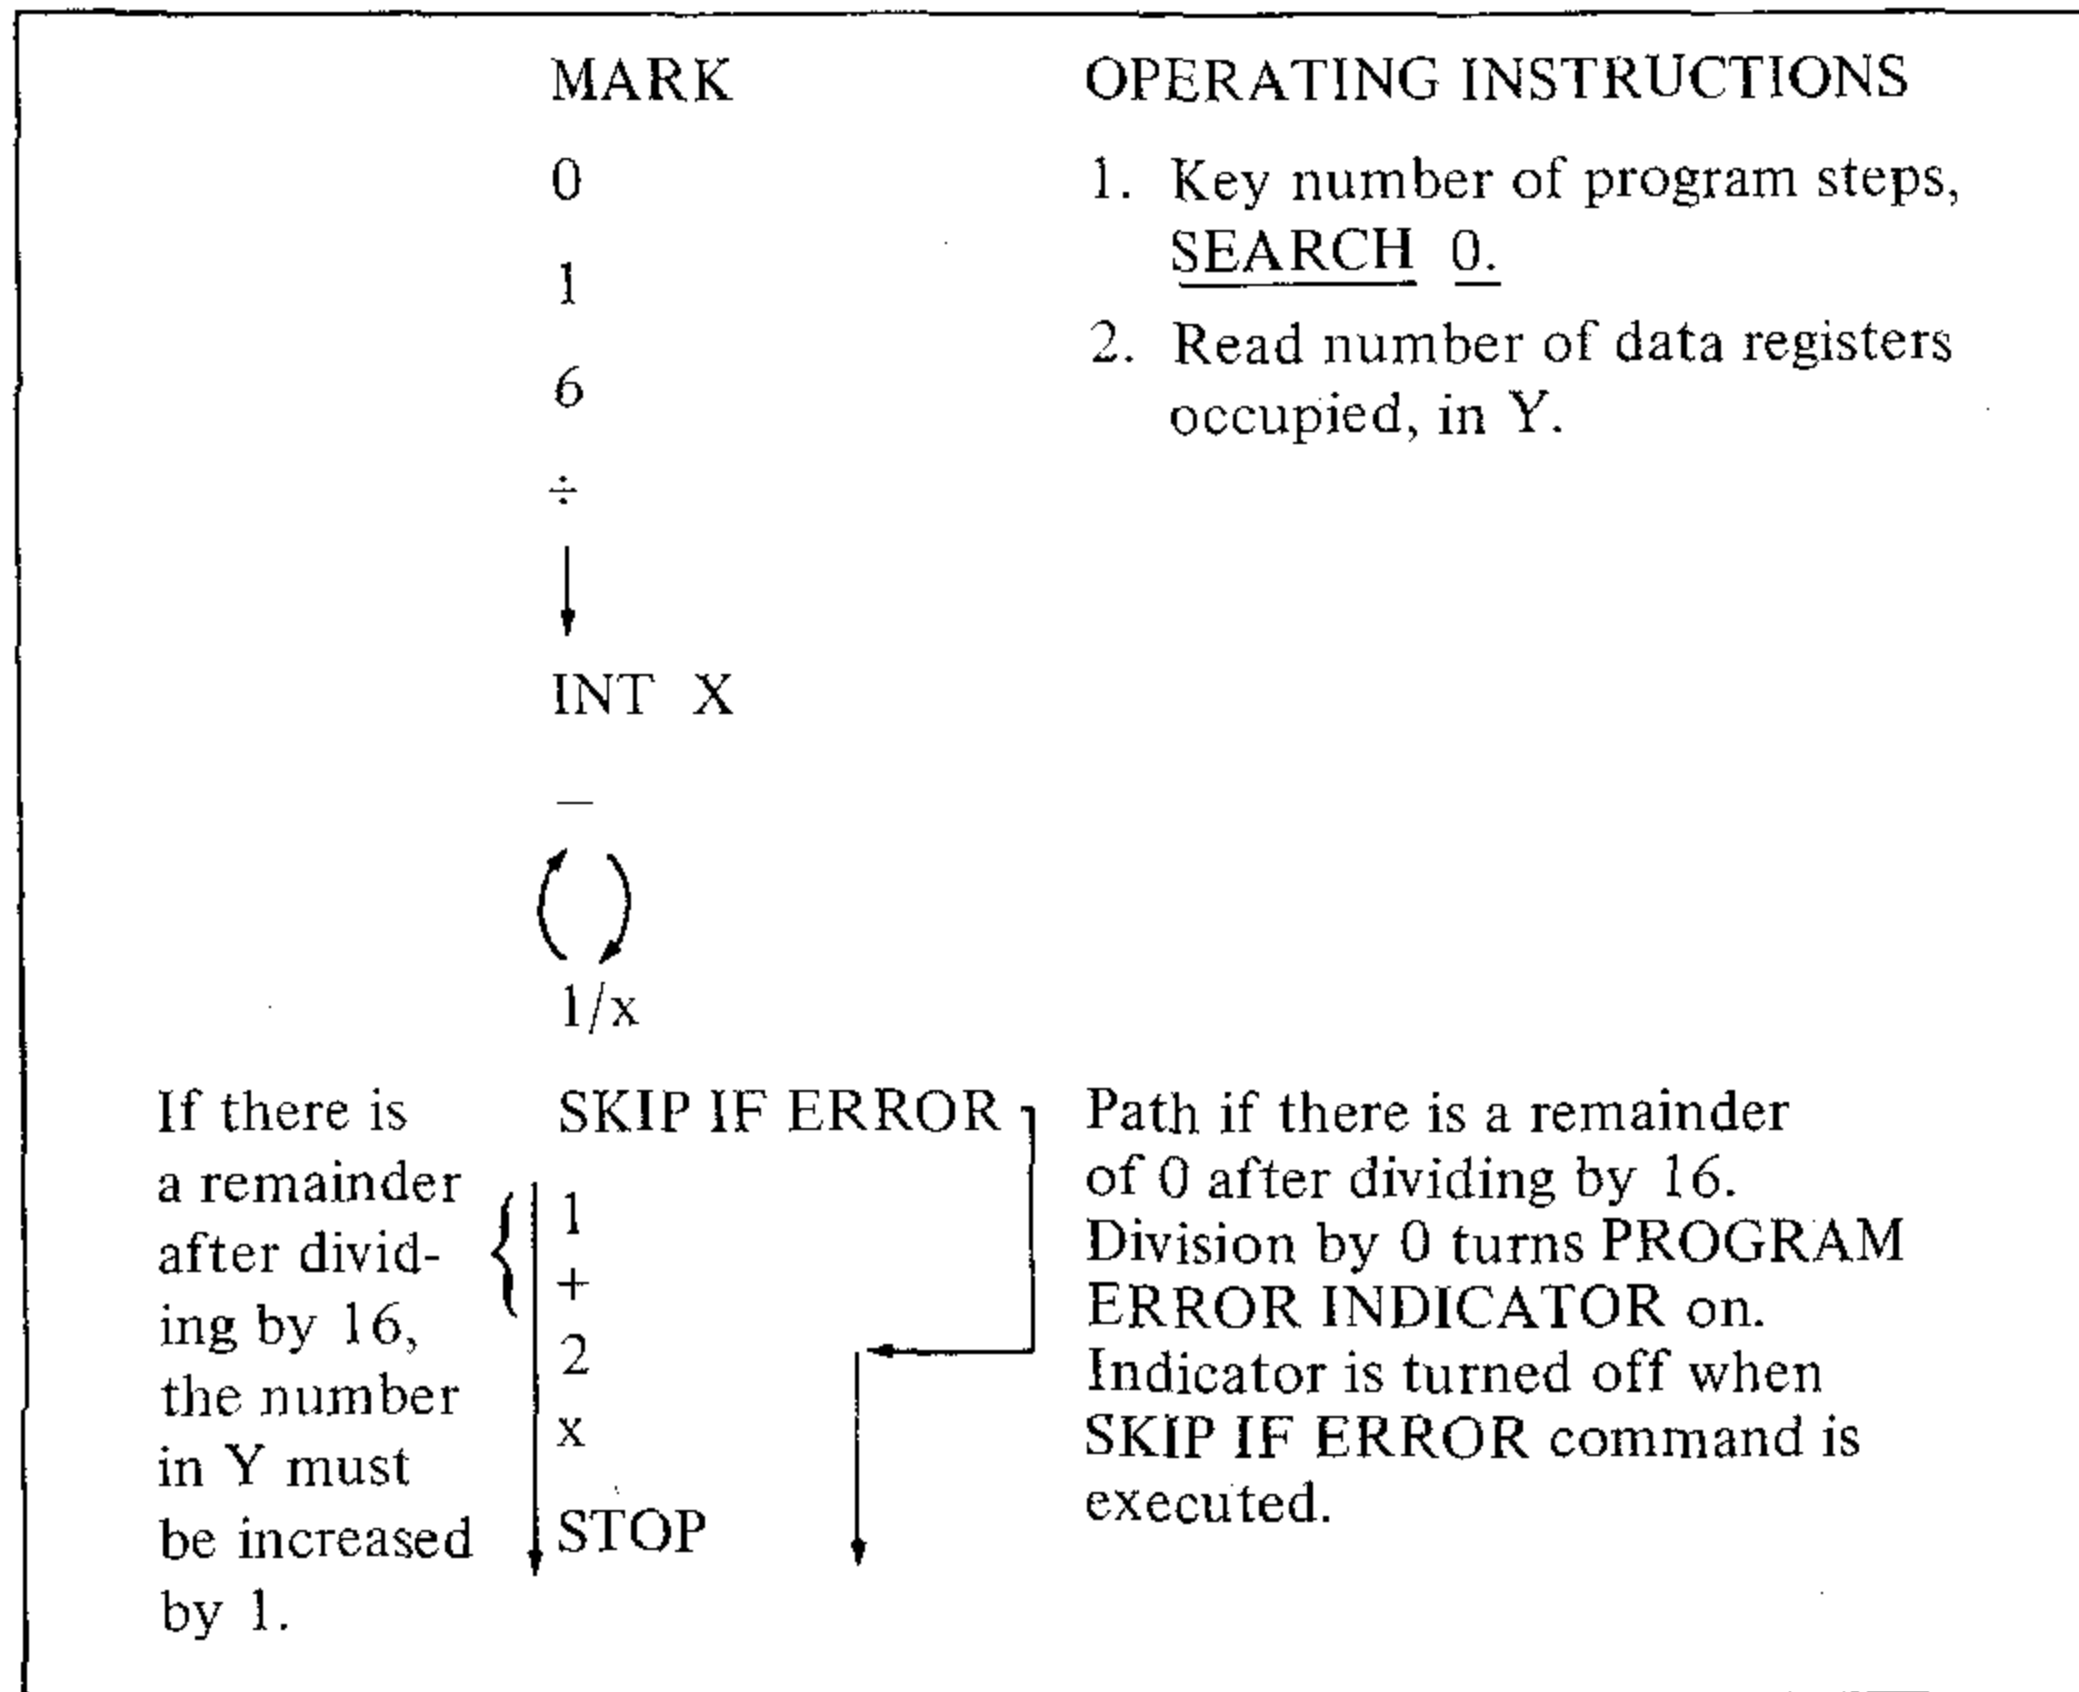 MARK
0
1
6
÷
↓
INT X
−
1/x
SKIP IF ERROR
1
+
2
x
STOP
If there is
a remainder
after divid-
ing by 16,
the number
in Y must
be increased
by 1.
OPERATING INSTRUCTIONS
1. Key number of program steps,
SEARCH 0.
2. Read number of data registers
occupied, in Y.
Path if there is a remainder
of 0 after dividing by 16.
Division by 0 turns PROGRAM
ERROR INDICATOR on.
Indicator is turned off when
SKIP IF ERROR command is
executed.